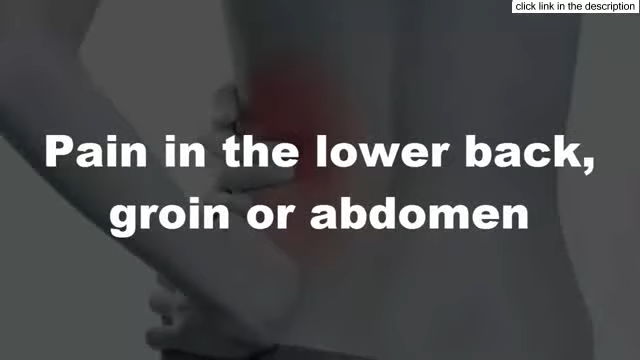 click link in the description
Pain in the lower back,
groin or abdomen